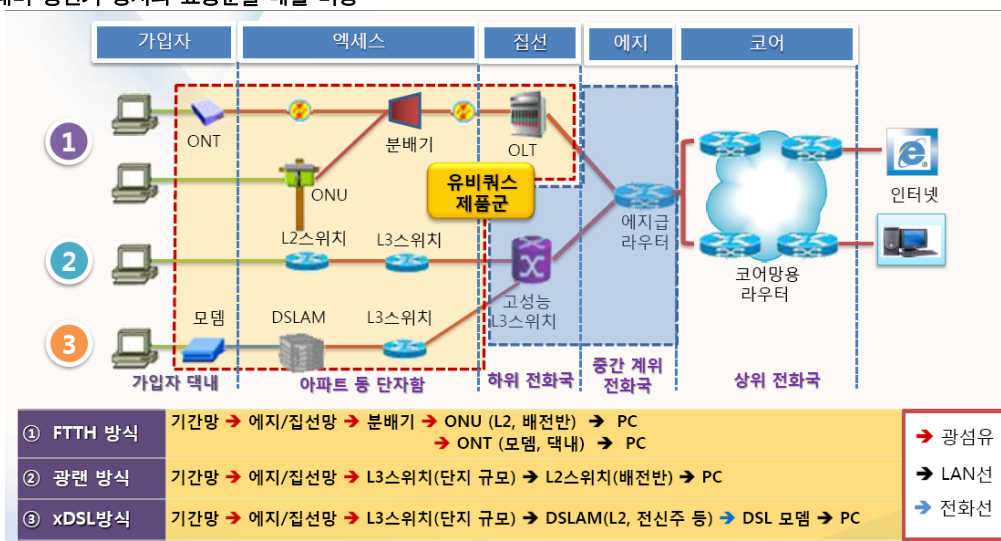 가입자 엑세스 집선 에지 코어
1
ONT
분배기
OLT
ONU
유비쿼스
제품군
에지급
라우터
인터넷
2
L2스위치 L3스위치
고성능
L3스위치
코어망용
라우터
3
모뎀 DSLAM L3스위치
가입자 댁내 아파트 등 단자함 하위 전화국 중간 계위
전화국 상위 전화국
① FTTH 방식 기간망 → 에지/집선망 → 분배기 → ONU (L2, 배전반) → PC
→ ONT (모뎀, 댁내) → PC
② 광랜 방식 기간망 → 에지/집선망 → L3스위치(단지 규모) → L2스위치(배전반) → PC
③ xDSL방식 기간망 → 에지/집선망 → L3스위치(단지 규모) → DSLAM(L2, 전신주 등) → DSL 모뎀 → PC
→ 광섬유
→ LAN선
→ 전화선